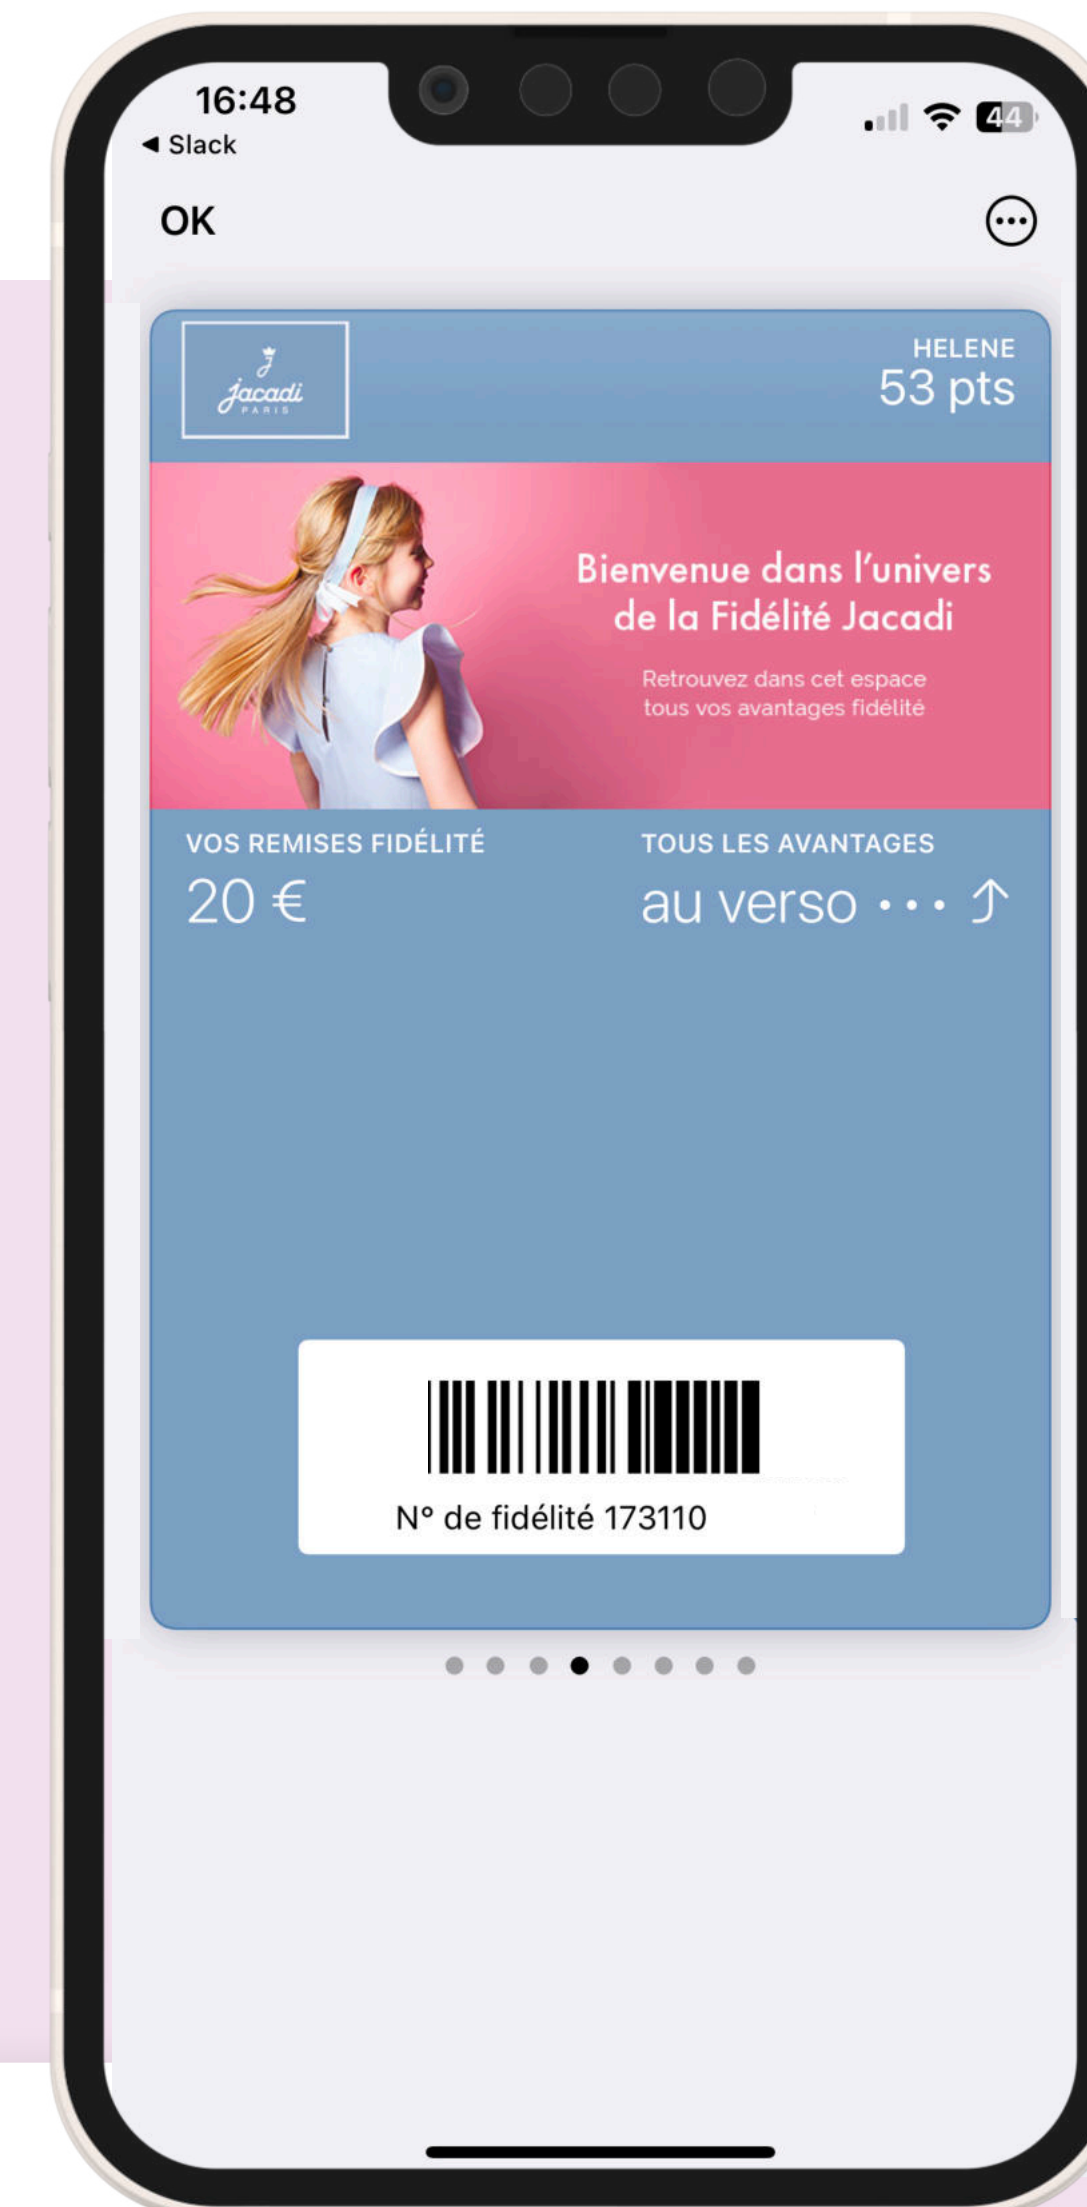 16:48
44
◀ Slack
OK
J
jacadi
PARIS
HELENE
53 pts
Bienvenue dans l'univers
de la Fidélité Jacadi
Retrouvez dans cet espace
tous vos avantages fidélité
VOS REMISES FIDÉLITÉ
20 €
TOUS LES AVANTAGES
au verso ··· ⤴
N° de fidélité 173110